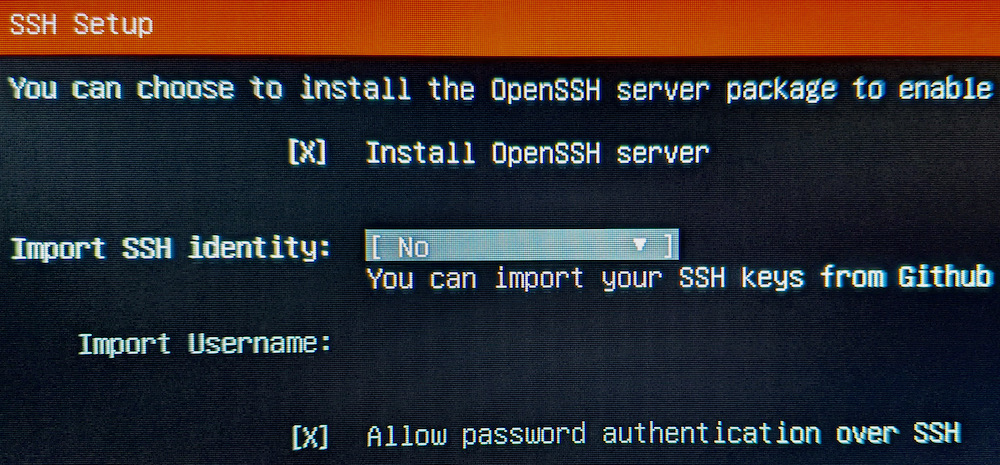 SSH Setup
You can choose to install the OpenSSH server package to enable
[X] Install OpenSSH server
Import SSH identity: [ No ▼ ]
You can import your SSH keys from Github
Import Username:
[X] Allow password authentication over SSH